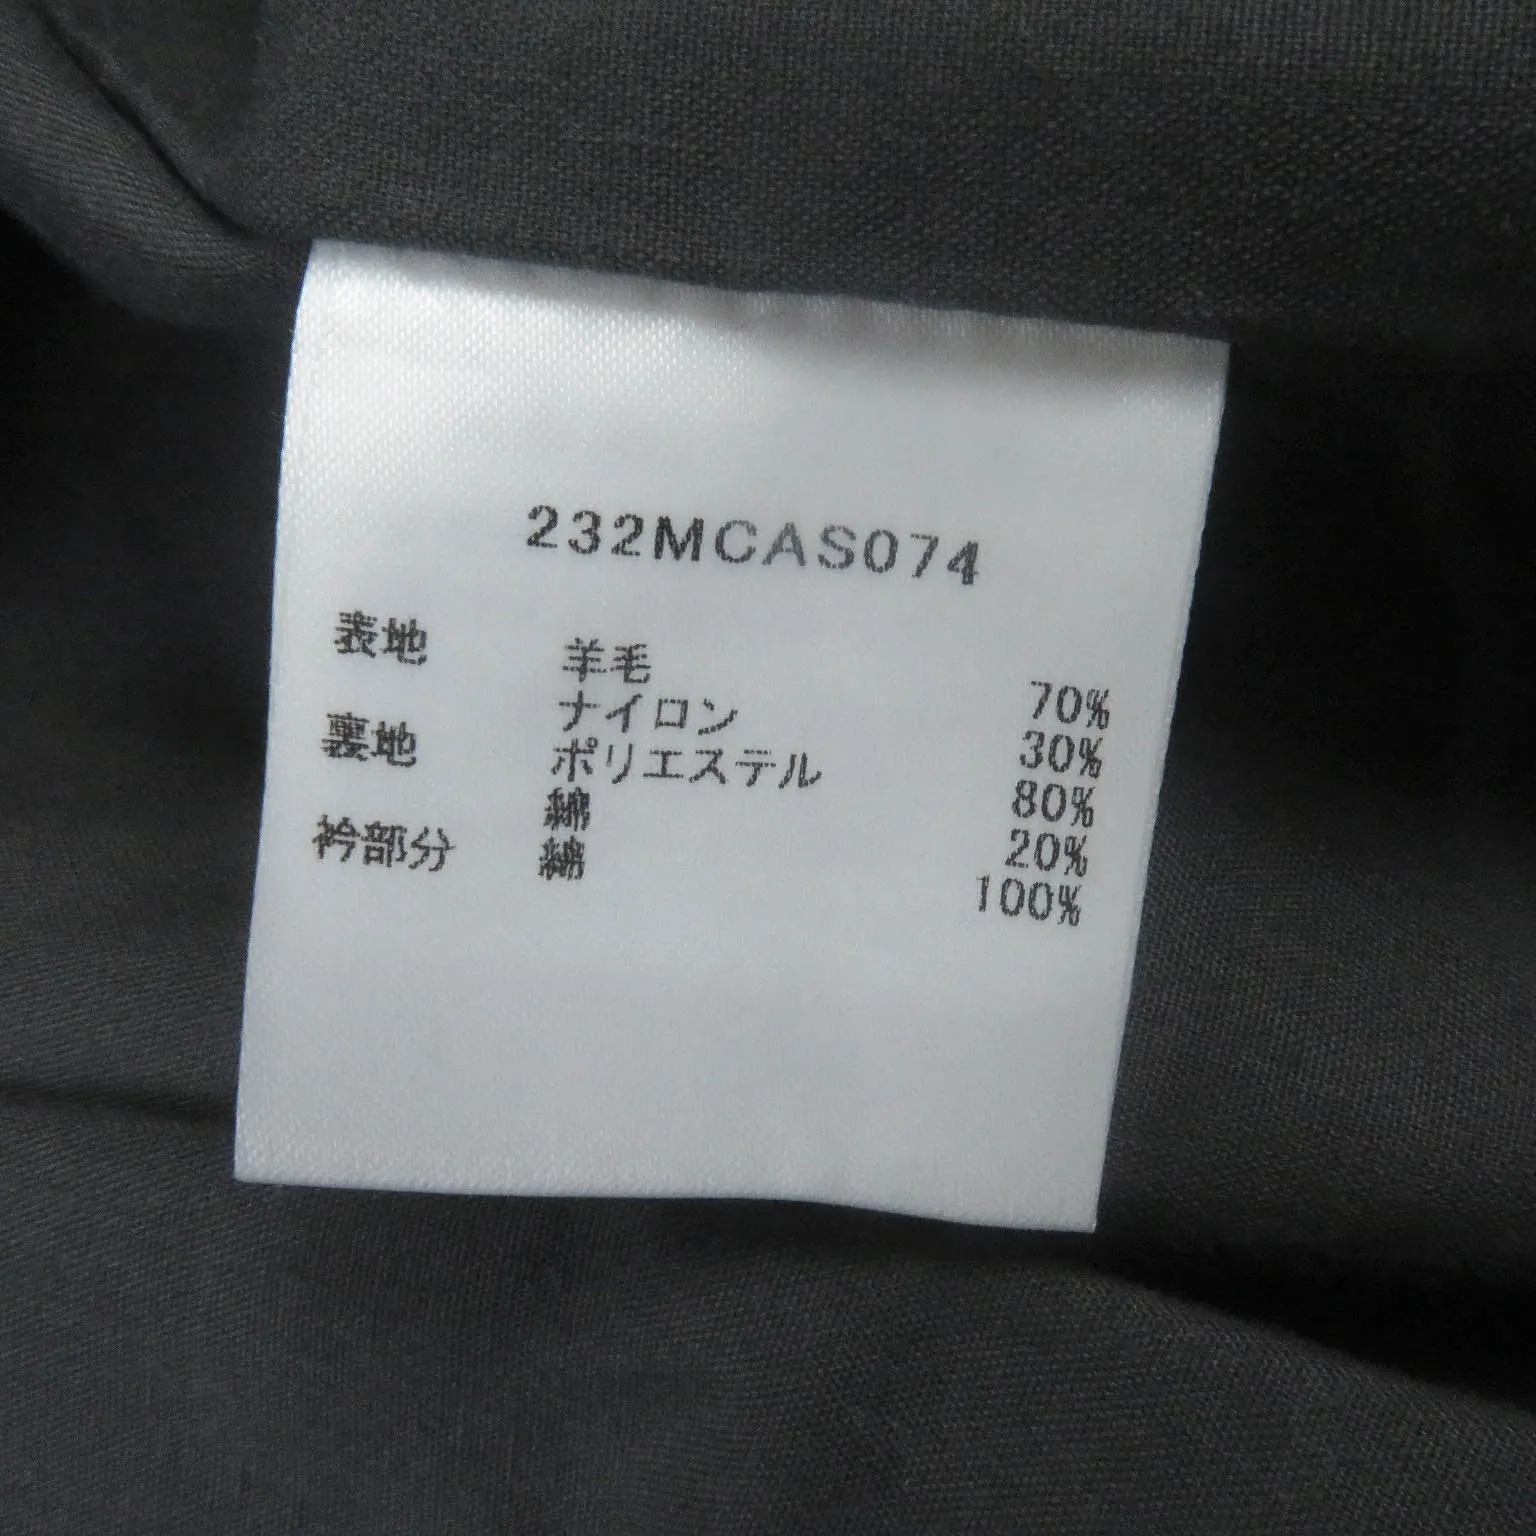 232MCAS074
表地 羊毛 70%
ナイロン 30%
裏地 ポリエステル 80%
綿 20%
衿部分 綿 100%